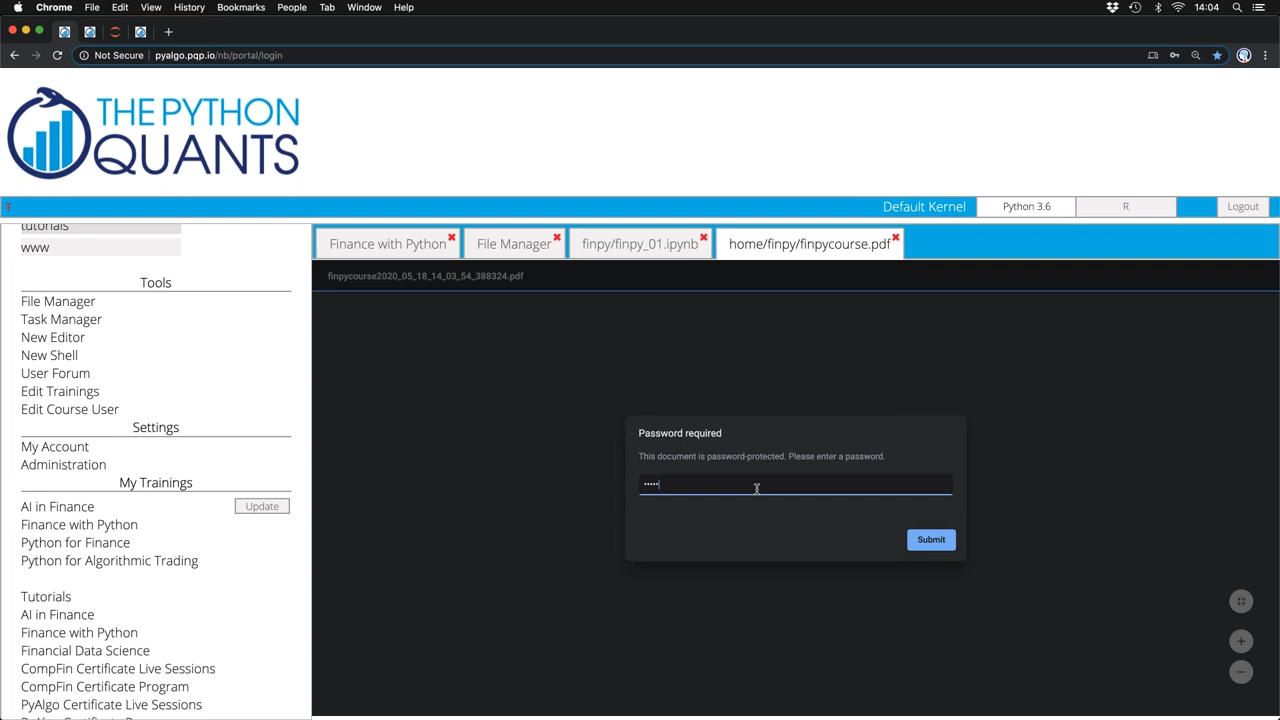 Chrome File Edit View History Bookmarks People Tab Window Help 14:04
Not Secure pyalgo.pqp.io/nb/portal/login
THE PYTHON
QUANTS
Default Kernel Python 3.6 R Logout
tutorials
www
Tools
File Manager
Task Manager
New Editor
New Shell
User Forum
Edit Trainings
Edit Course User
Settings
My Account
Administration
My Trainings
AI in Finance Update
Finance with Python
Python for Finance
Python for Algorithmic Trading
Tutorials
AI in Finance
Finance with Python
Financial Data Science
CompFin Certificate Live Sessions
CompFin Certificate Program
PyAlgo Certificate Live Sessions
Finance with Python File Manager finpy/finpy_01.ipynb home/finpy/finpycourse.pdf
finpycourse2020_05_18_14_03_54_388324.pdf
Password required
This document is password-protected. Please enter a password.
•••••
Submit